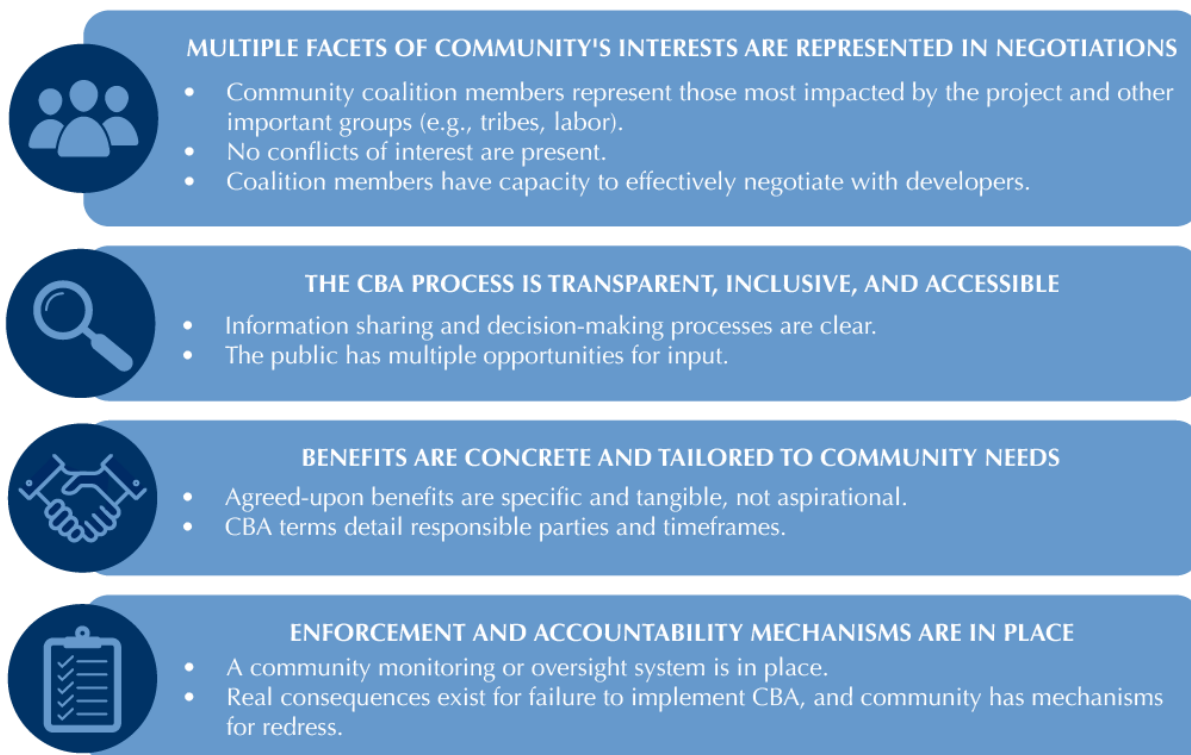 MULTIPLE FACETS OF COMMUNITY'S INTERESTS ARE REPRESENTED IN NEGOTIATIONS
• Community coalition members represent those most impacted by the project and other
important groups (e.g., tribes, labor).
• No conflicts of interest are present.
• Coalition members have capacity to effectively negotiate with developers.
THE CBA PROCESS IS TRANSPARENT, INCLUSIVE, AND ACCESSIBLE
• Information sharing and decision-making processes are clear.
• The public has multiple opportunities for input.
BENEFITS ARE CONCRETE AND TAILORED TO COMMUNITY NEEDS
• Agreed-upon benefits are specific and tangible, not aspirational.
• CBA terms detail responsible parties and timeframes.
ENFORCEMENT AND ACCOUNTABILITY MECHANISMS ARE IN PLACE
• A community monitoring or oversight system is in place.
• Real consequences exist for failure to implement CBA, and community has mechanisms
for redress.